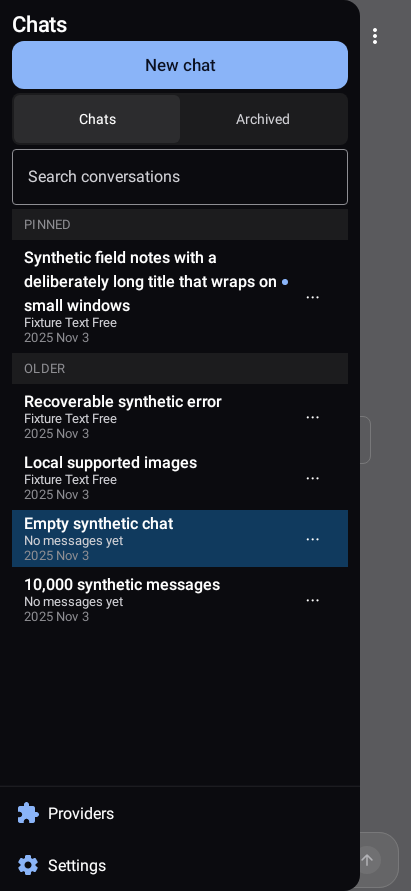 Chats
New chat
Chats
Archived
Search conversations
PINNED
Synthetic field notes with a
deliberately long title that wraps on
small windows
Fixture Text Free
2025 Nov 3
OLDER
Recoverable synthetic error
Fixture Text Free
2025 Nov 3
Local supported images
Fixture Text Free
2025 Nov 3
Empty synthetic chat
No messages yet
2025 Nov 3
10,000 synthetic messages
No messages yet
2025 Nov 3
Providers
Settings